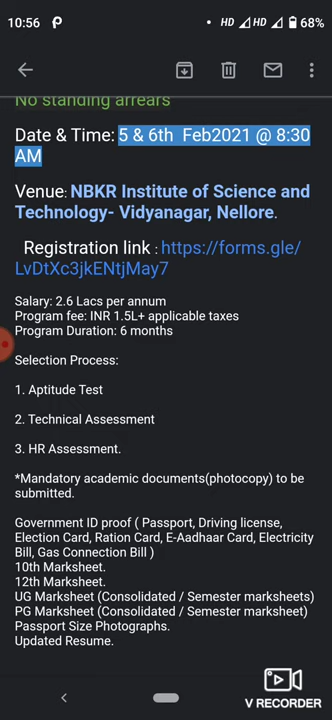 10:56
HD HD 68%
No standing arrears
Date & Time: 5 & 6th Feb2021 @ 8:30
AM
Venue: NBKR Institute of Science and
Technology- Vidyanagar, Nellore.
Registration link : https://forms.gle/
LvDtXc3jkENtjMay7
Salary: 2.6 Lacs per annum
Program fee: INR 1.5L+ applicable taxes
Program Duration: 6 months
Selection Process:
1. Aptitude Test
2. Technical Assessment
3. HR Assessment.
*Mandatory academic documents(photocopy) to be
submitted.
Government ID proof ( Passport, Driving license,
Election Card, Ration Card, E-Aadhaar Card, Electricity
Bill, Gas Connection Bill )
10th Marksheet.
12th Marksheet.
UG Marksheet (Consolidated / Semester marksheets)
PG Marksheet (Consolidated / Semester marksheet)
Passport Size Photographs.
Updated Resume.
V RECORDER